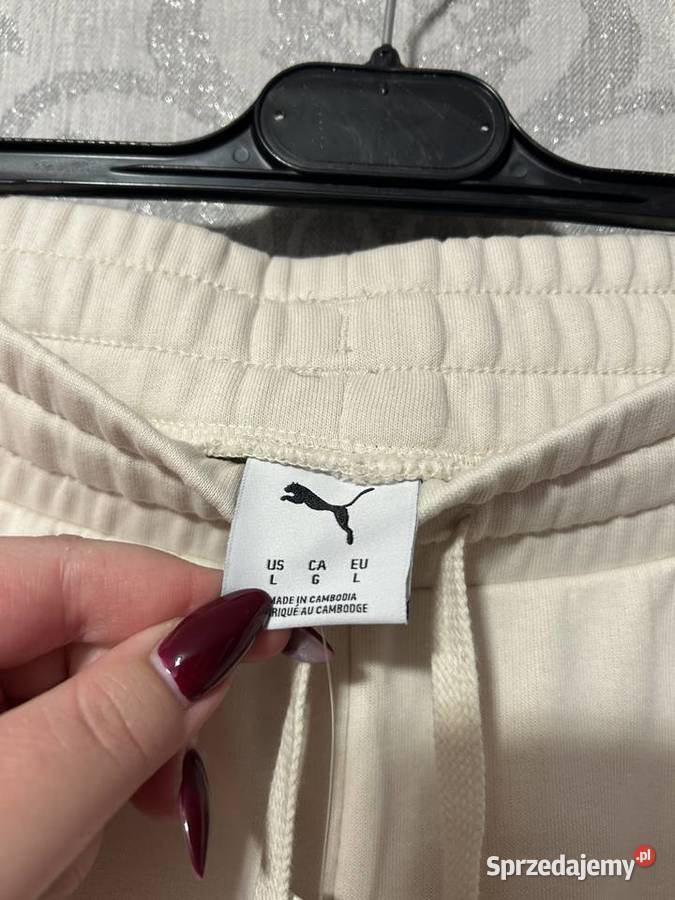 US CA EU
L G L
MADE IN CAMBODIA
RIQUÉ AU CAMBODGE
Sprzedajemy.pl